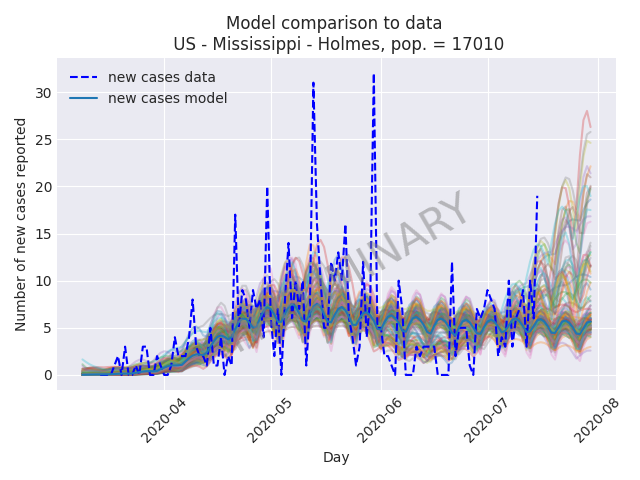 Model comparison to data
US - Mississippi - Holmes, pop. = 17010
new cases data
new cases model
Number of new cases reported
30
25
20
15
10
5
0
2020-04
2020-05
2020-06
2020-07
2020-08
Day